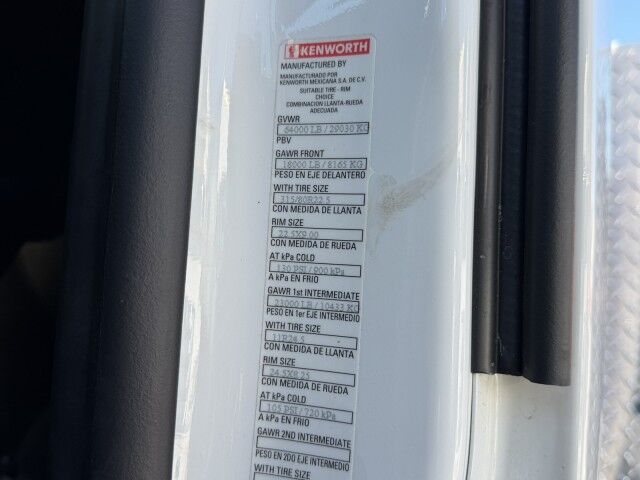 KENWORTH
MANUFACTURED BY
MANUFACTURADO POR
KENWORTH MEXICANA S.A. DE C.V.
SUITABLE TIRE - RIM
CHOICE
COMBINACION LLANTA-RUEDA
ADECUADA
GVWR
64000 LB / 29030 KG
PBV
GAWR FRONT
18000 LB / 8165 KG
PESO EN EJE DELANTERO
WITH TIRE SIZE
315/80R22.5
CON MEDIDA DE LLANTA
RIM SIZE
22.5X9.00
CON MEDIDA DE RUEDA
AT kPa COLD
130 PSI / 900 kPa
A kPa EN FRIO
GAWR 1st INTERMEDIATE
23000 LB / 10433 KG
PESO EN 1er EJE INTERMEDIO
WITH TIRE SIZE
11R24.5
CON MEDIDA DE LLANTA
RIM SIZE
24.5X8.25
CON MEDIDA DE RUEDA
AT kPa COLD
105 PSI / 720 kPa
A kPa EN FRIO
GAWR 2ND INTERMEDIATE
PESO EN 2DO EJE INTERMEDIO
WITH TIRE SIZE